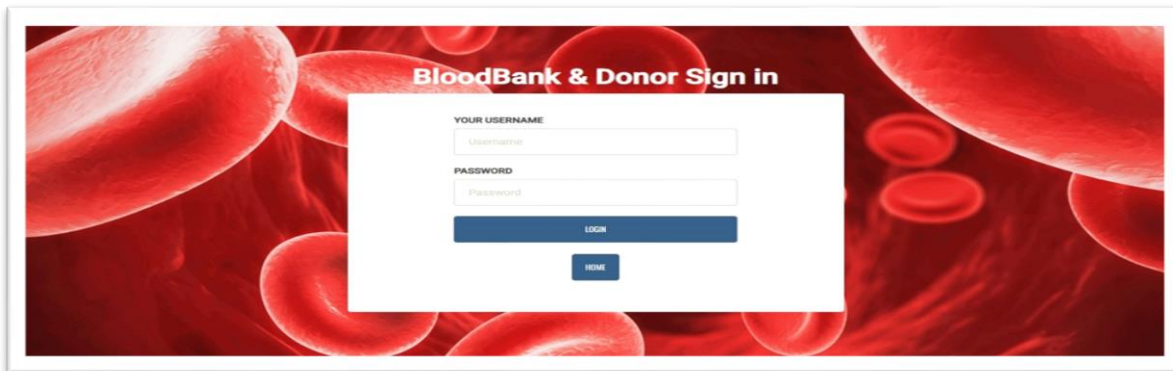 BloodBank & Donor Sign in
YOUR USERNAME
Username
PASSWORD
Password
LOGIN
HOME